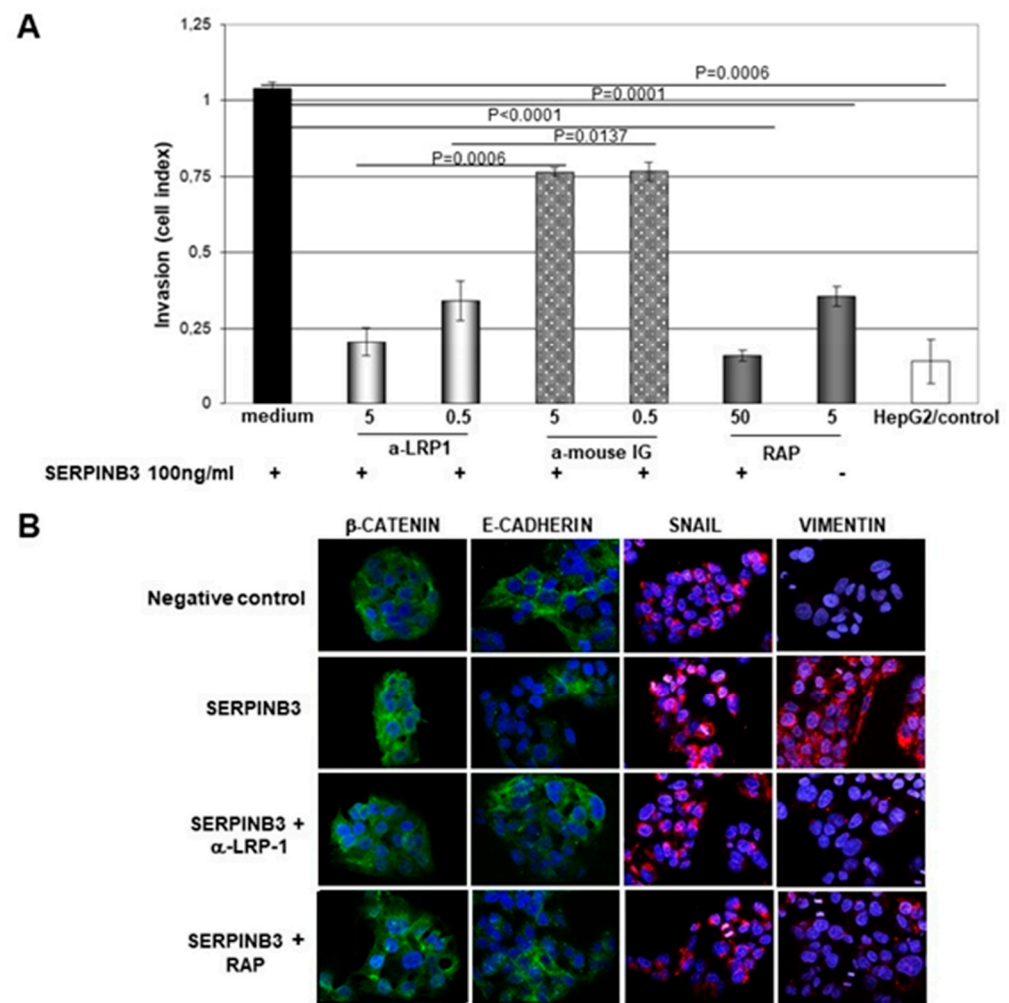 A
1,25
P=0.0006
P=0.0001
1
P<0.0001
P=0.0137
P=0.0006
0,75
Invasion (cell index)
0,5
0,25
0
medium 5 0.5 5 0.5 50 5 HepG2/control
a-LRP1 a-mouse IG RAP
SERPINB3 100ng/ml + + + + + + -
B
β-CATENIN E-CADHERIN SNAIL VIMENTIN
Negative control
SERPINB3
SERPINB3 +
α-LRP-1
SERPINB3 +
RAP